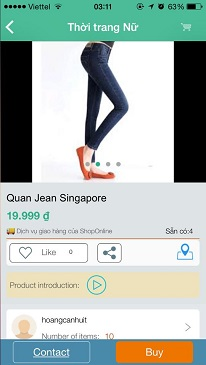 Viettel 03:11 63%
Thời trang Nữ
Quan Jean Singapore
19.999 ₫
Dịch vụ giao hàng của ShopOnline
Sẵn có:4
Like 0
Product introduction:
hoangcanhuit
Number of items: 10
Contact
Buy